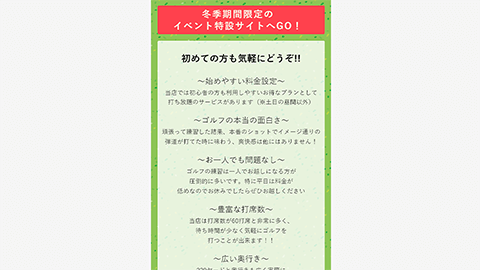 冬季期間限定の
イベント特設サイトへGO！
初めての方も気軽にどうぞ!!
〜始めやすい料金設定〜
当店では初心者の方も利用しやすいお得なプランとして
打ち放題のサービスがあります（※土日の昼間以外）
〜ゴルフの本当の面白さ〜
頑張って練習した結果、本番のショットでイメージ通りの
弾道が打てた時に味わう、爽快感は他にはありません！
〜お一人でも問題なし〜
ゴルフの練習は一人でお越しになる方が
圧倒的に多いです。特に平日は料金が
低めなのでお休みでしたらぜひお越しください
〜豊富な打席数〜
当店は打席数が60打席と非常に多く、
待ち時間が少なく気軽にゴルフを
打つことが出来ます！！
〜広い奥行き〜